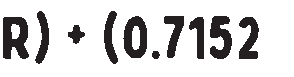 R) + (0.7152